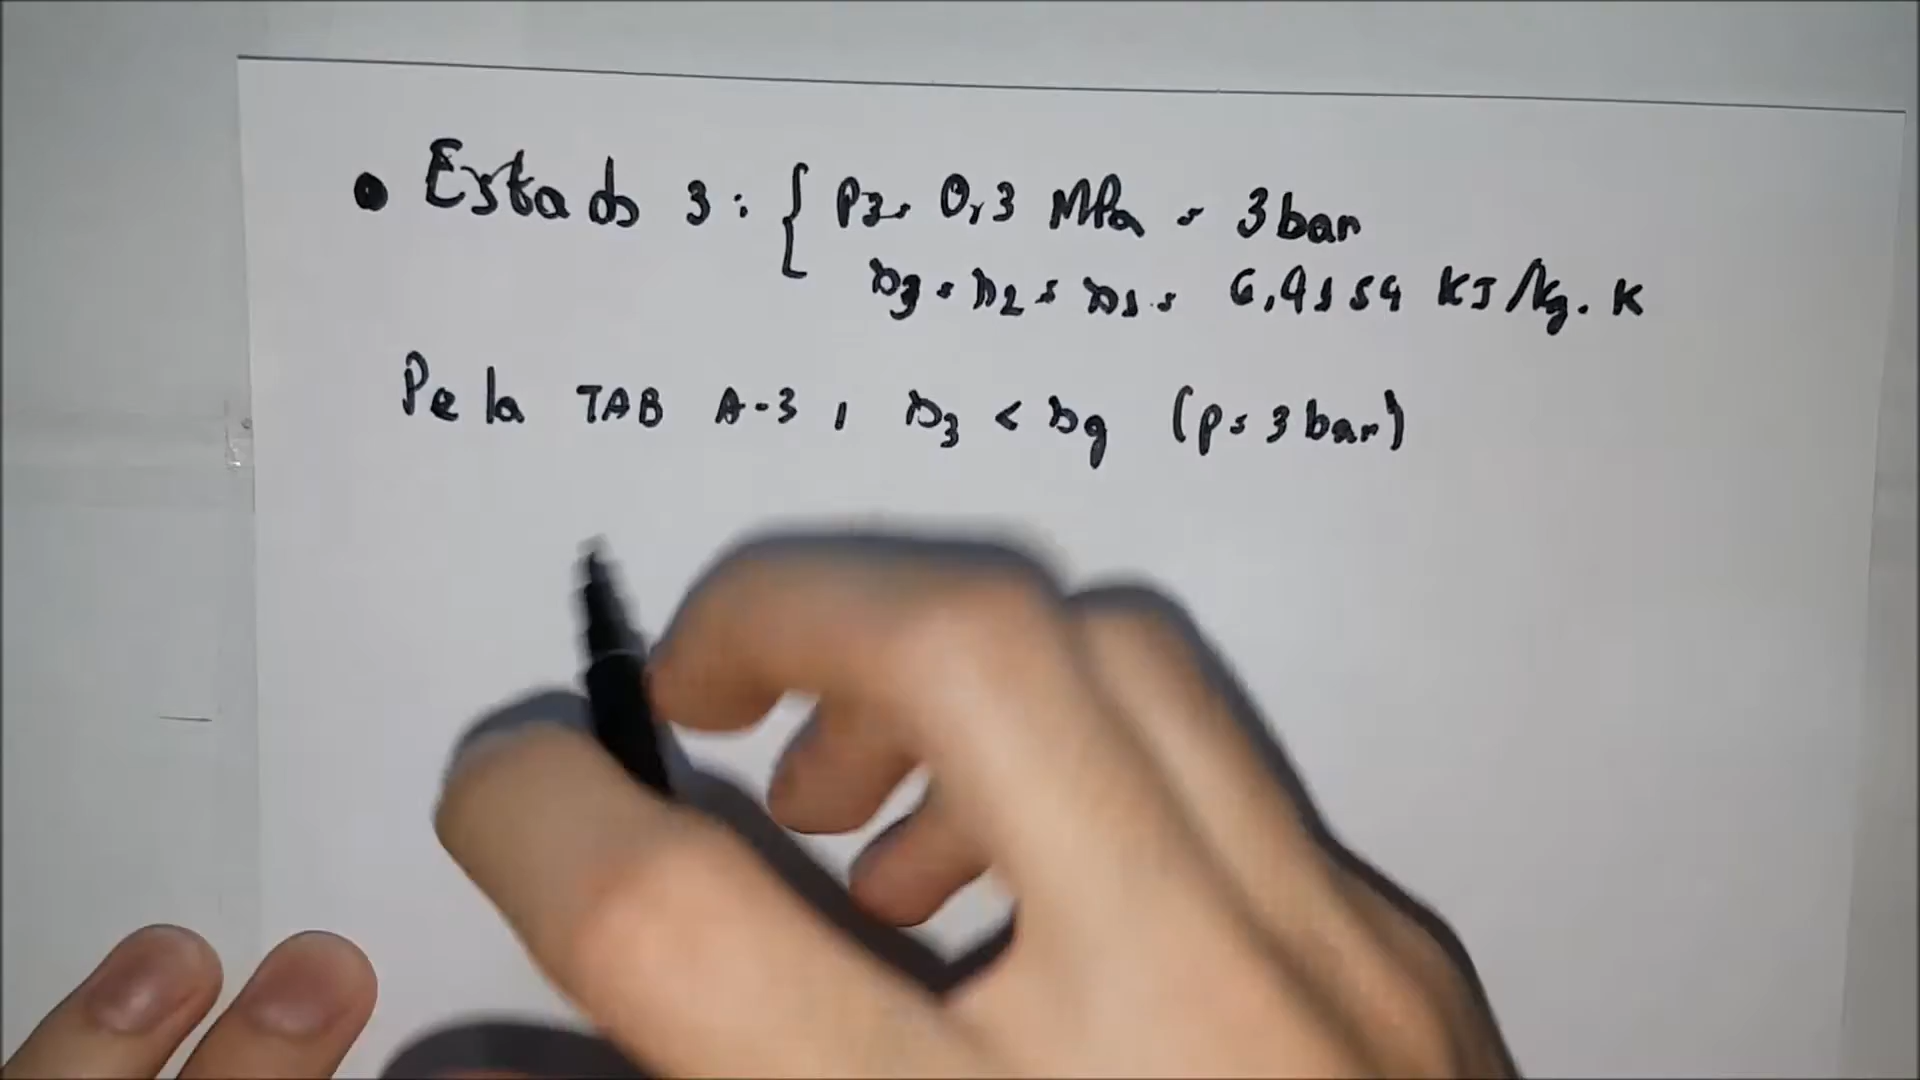 • Estado 3: { p3 = 0,3 MPa = 3 bar
s3 = s2 = s1 = 6,9154 KJ/kg. K
Pela TAB A-3, s3 < sg (p = 3 bar)